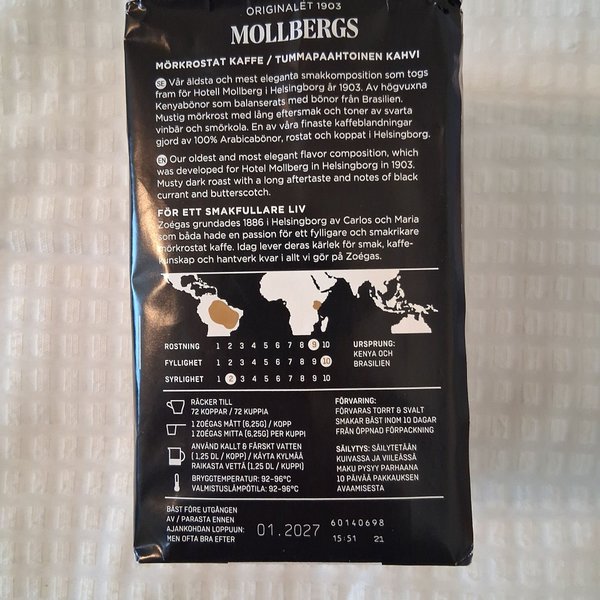 ORIGINALET 1903
MOLLBERGS
MÖRKROSTAT KAFFE / TUMMAPAAHTOINEN KAHVI
SE Vår äldsta och mest eleganta smakkomposition som togs
fram för Hotell Mollberg i Helsingborg år 1903. Av högvuxna
Kenyabönor som balanserats med bönor från Brasilien.
Mustig mörkrost med lång eftersmak och toner av svarta
vinbär och smörkola. En av våra finaste kaffeblandningar
gjord av 100% Arabicabönor, rostat och koppat i Helsingborg.
EN Our oldest and most elegant flavor composition, which
was developed for Hotel Mollberg in Helsingborg in 1903.
Musty dark roast with a long aftertaste and notes of black
currant and butterscotch.
FÖR ETT SMAKFULLARE LIV
Zoégas grundades 1886 i Helsingborg av Carlos och Maria
som båda hade en passion för ett fylligare och smakrikare
mörkrostat kaffe. Idag lever deras kärlek för smak, kaffe-
kunskap och hantverk kvar i allt vi gör på Zoégas.
ROSTNING 1 2 3 4 5 6 7 8 9 10
FYLLIGHET 1 2 3 4 5 6 7 8 9 10
SYRLIGHET 1 2 3 4 5 6 7 8 9 10
URSPRUNG:
KENYA OCH
BRASILIEN
RÄCKER TILL
72 KOPPAR / 72 KUPPIA
1 ZOÉGAS MÅTT (6,25G) / KOPP
1 ZOÉGAS MITTA (6,25G) PER KUPPI
ANVÄND KALLT & FÄRSKT VATTEN
(1,25 DL / KOPP) / KÄYTÄ KYLMÄÄ
RAIKASTA VETTÄ (1,25 DL / KUPPI)
BRYGGTEMPERATUR: 92-96°C
VALMISTUSLÄMPÖTILA: 92-96°C
FÖRVARING:
FÖRVARAS TORRT & SVALT
SMAKAR BÄST INOM 10 DAGAR
FRÅN ÖPPNAD FÖRPACKNING
SÄILYTYS: SÄILYTETÄÄN
KUIVASSA JA VIILEÄSSÄ
MAKU PYSYY PARHAANA
10 PÄIVÄÄ PAKKAUKSEN
AVAAMISESTA
BÄST FÖRE UTGÅNGEN
AV / PARASTA ENNEN
AJANKOHDAN LOPPUUN:
MEN OFTA BRA EFTER
01.2027
60140698
15:51 21